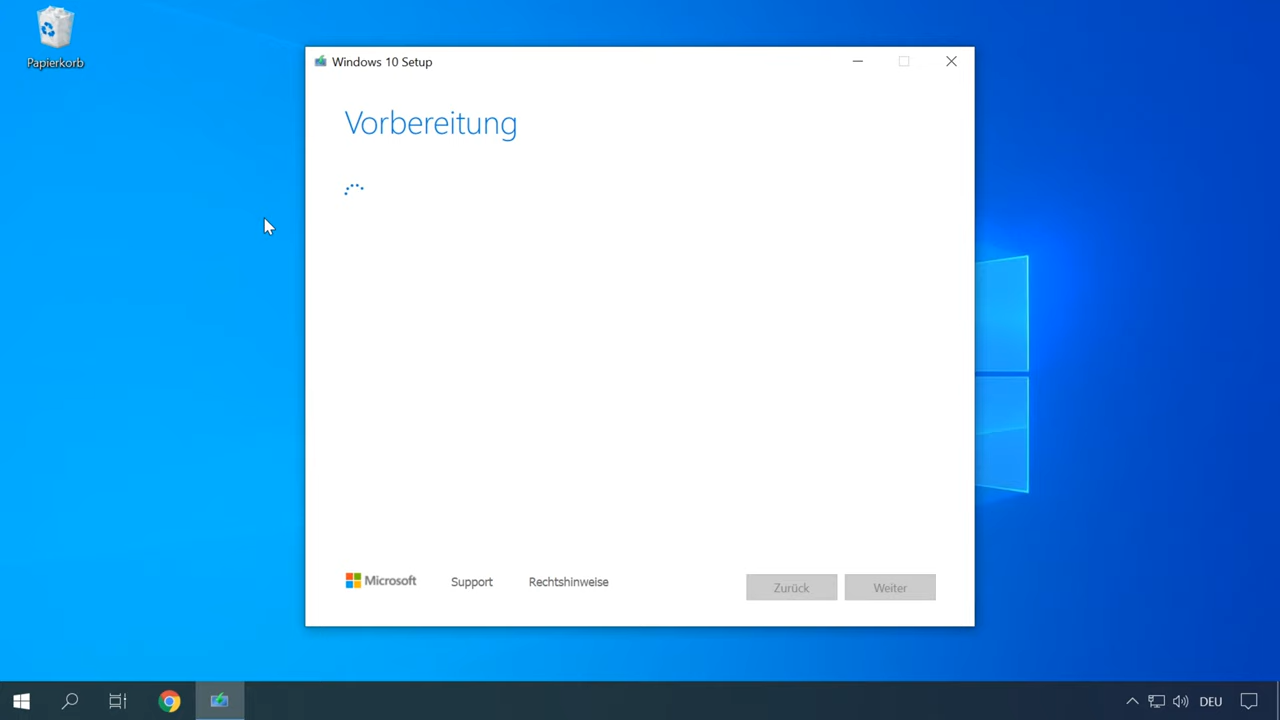 Papierkorb
Windows 10 Setup
Vorbereitung
Microsoft
Support
Rechtshinweise
Zurück
Weiter
DEU